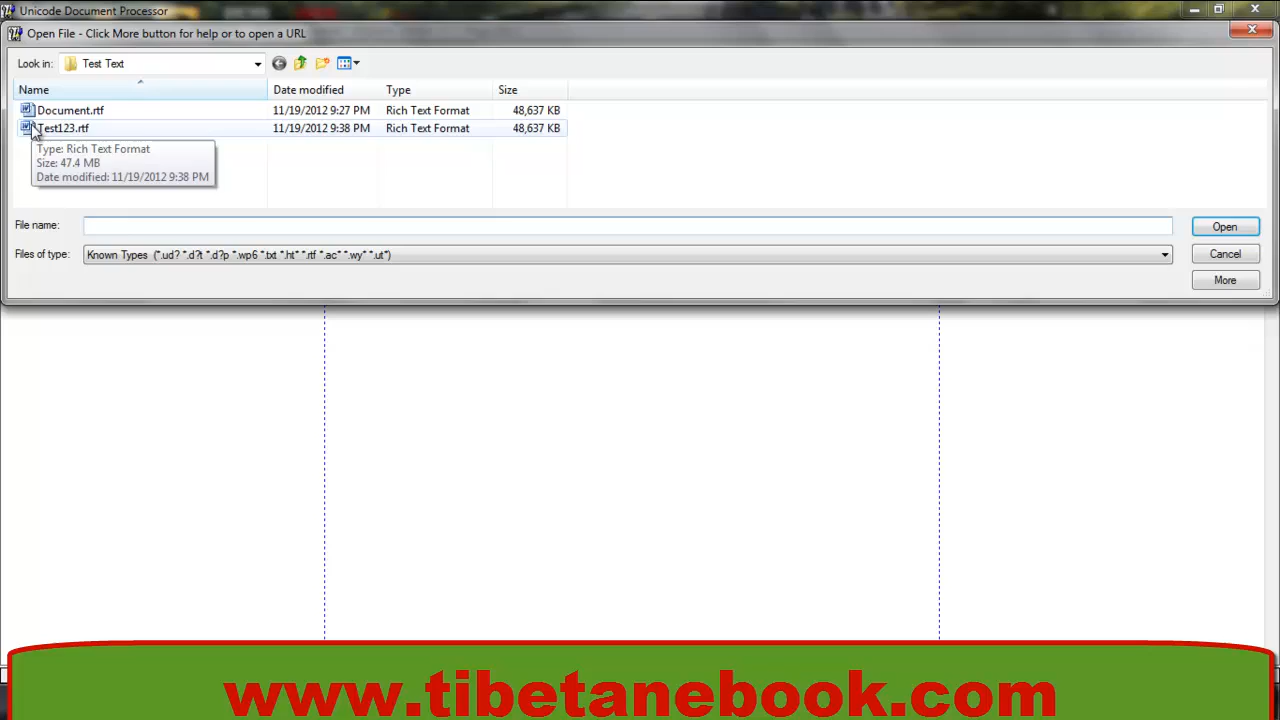 Unicode Document Processor
Open File - Click More button for help or to open a URL
Look in: Test Text
Name Date modified Type Size
Document.rtf 11/19/2012 9:27 PM Rich Text Format 48,637 KB
Test123.rtf 11/19/2012 9:38 PM Rich Text Format 48,637 KB
Type: Rich Text Format
Size: 47.4 MB
Date modified: 11/19/2012 9:38 PM
File name: Open
Files of type: Known Types (*.ud? *.d?t *.d?p *.wp6 *.txt *.ht* *.rtf *.ac* *.wy* *.ut*) Cancel
More
www.tibetanebook.com